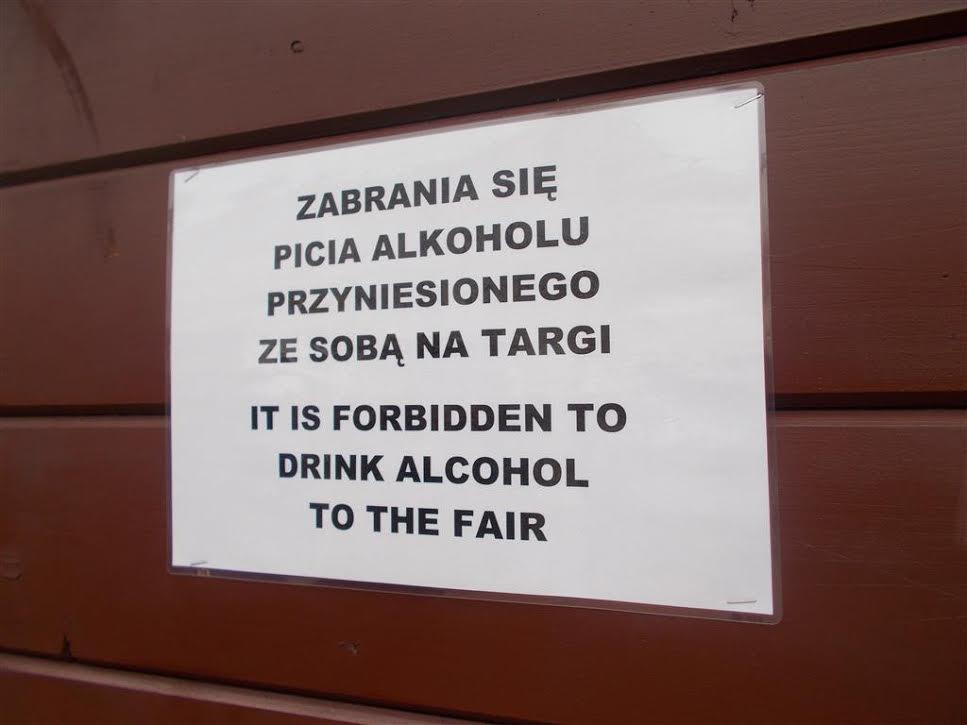 ZABRANIA SIĘ
PICIA ALKOHOLU
PRZYNIESIONEGO
ZE SOBĄ NA TARGI
IT IS FORBIDDEN TO
DRINK ALCOHOL
TO THE FAIR